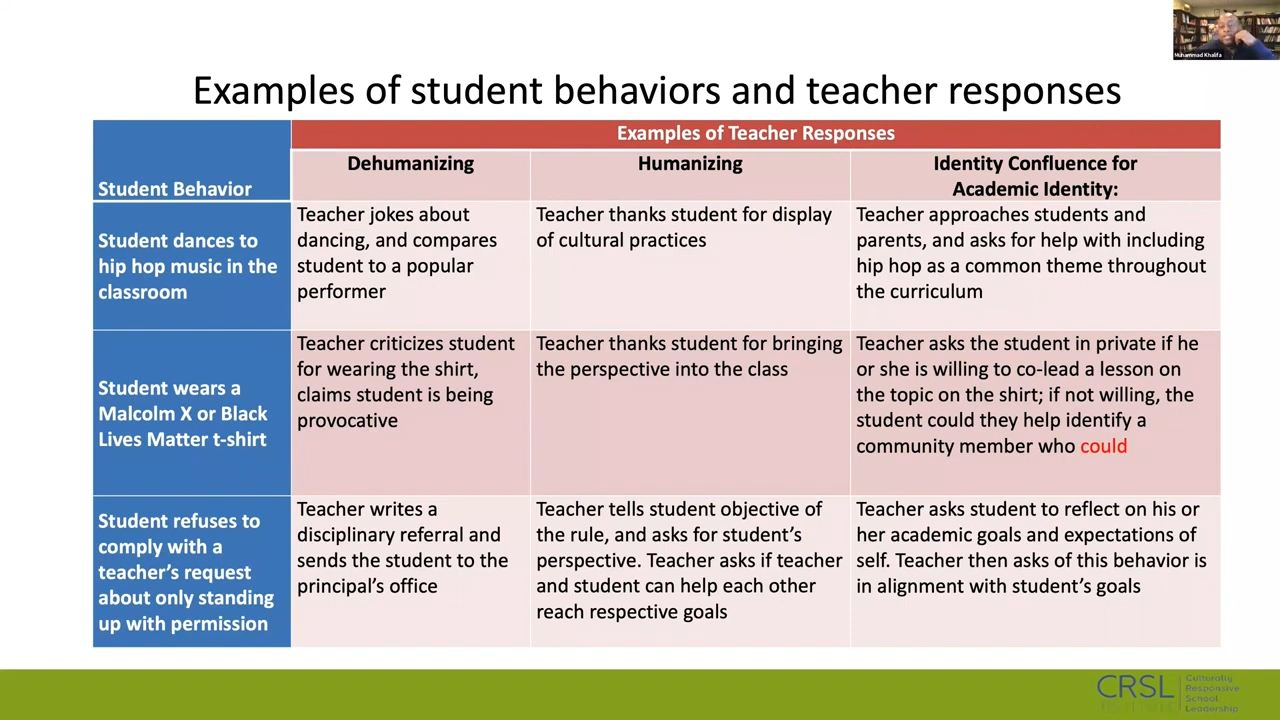 Muhammad Khalifa
Examples of student behaviors and teacher responses
Student Behavior
Examples of Teacher Responses
Dehumanizing
Humanizing
Identity Confluence for
Academic Identity:
Student dances to
hip hop music in the
classroom
Teacher jokes about
dancing, and compares
student to a popular
performer
Teacher thanks student for display
of cultural practices
Teacher approaches students and
parents, and asks for help with including
hip hop as a common theme throughout
the curriculum
Student wears a
Malcolm X or Black
Lives Matter t-shirt
Teacher criticizes student
for wearing the shirt,
claims student is being
provocative
Teacher thanks student for bringing
the perspective into the class
Teacher asks the student in private if he
or she is willing to co-lead a lesson on
the topic on the shirt; if not willing, the
student could they help identify a
community member who could
Student refuses to
comply with a
teacher’s request
about only standing
up with permission
Teacher writes a
disciplinary referral and
sends the student to the
principal’s office
Teacher tells student objective of
the rule, and asks for student’s
perspective. Teacher asks if teacher
and student can help each other
reach respective goals
Teacher asks student to reflect on his or
her academic goals and expectations of
self. Teacher then asks of this behavior is
in alignment with student’s goals
CRSL
INSTITUTE
Culturally
Responsive
School
Leadership